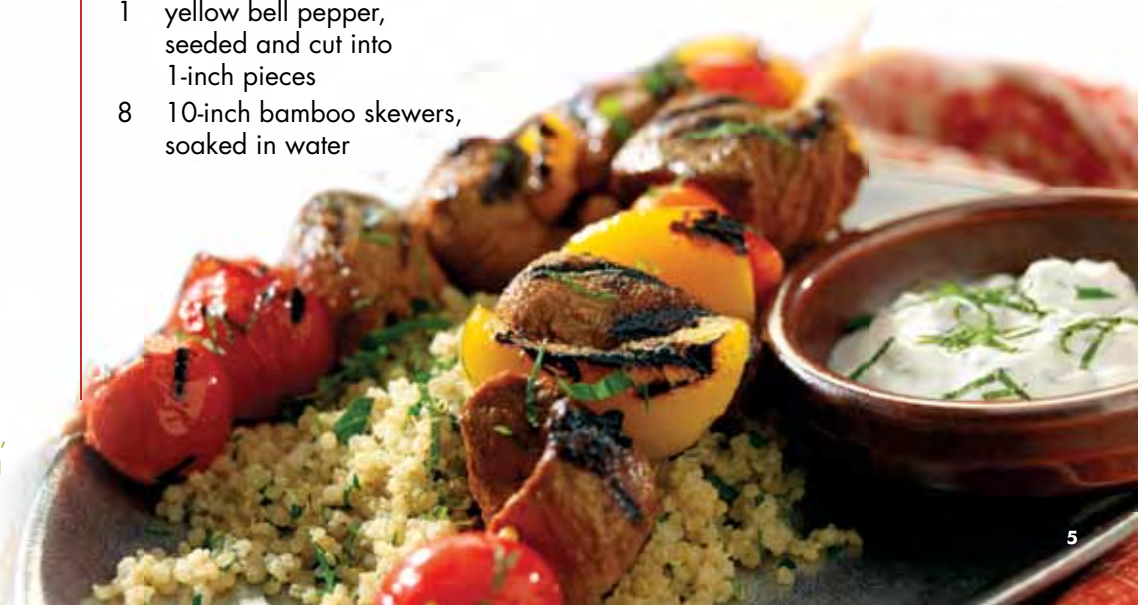 1 yellow bell pepper,
seeded and cut into
1-inch pieces
8 10-inch bamboo skewers,
soaked in water
5